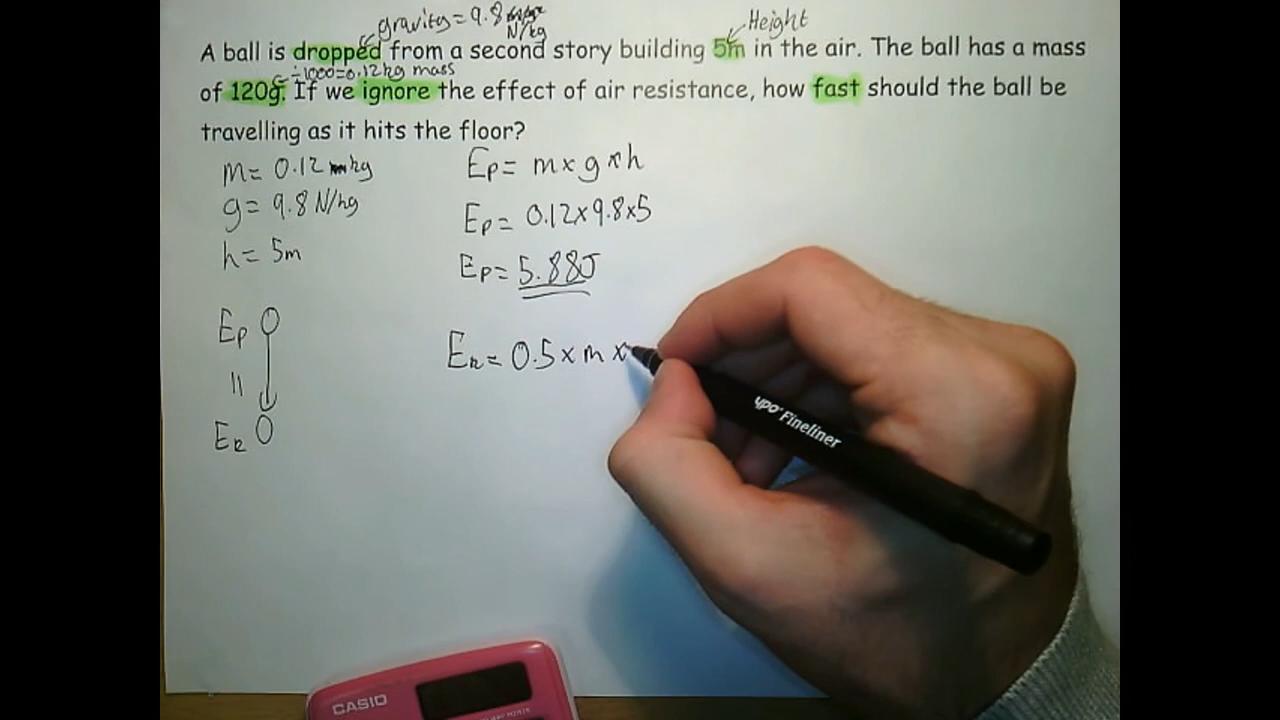 gravity = 9.8
N/kg
Height
A ball is dropped from a second story building 5m in the air. The ball has a mass
÷1000=0.12kg mass
of 120g. If we ignore the effect of air resistance, how fast should the ball be
travelling as it hits the floor?
m= 0.12 kg
g= 9.8 N/kg
h= 5m
Ep= m×g×h
Ep= 0.12×9.8×5
Ep= 5.88J
Ep
=
Ek
Ek= 0.5×m×
ypo Fineliner
CASIO